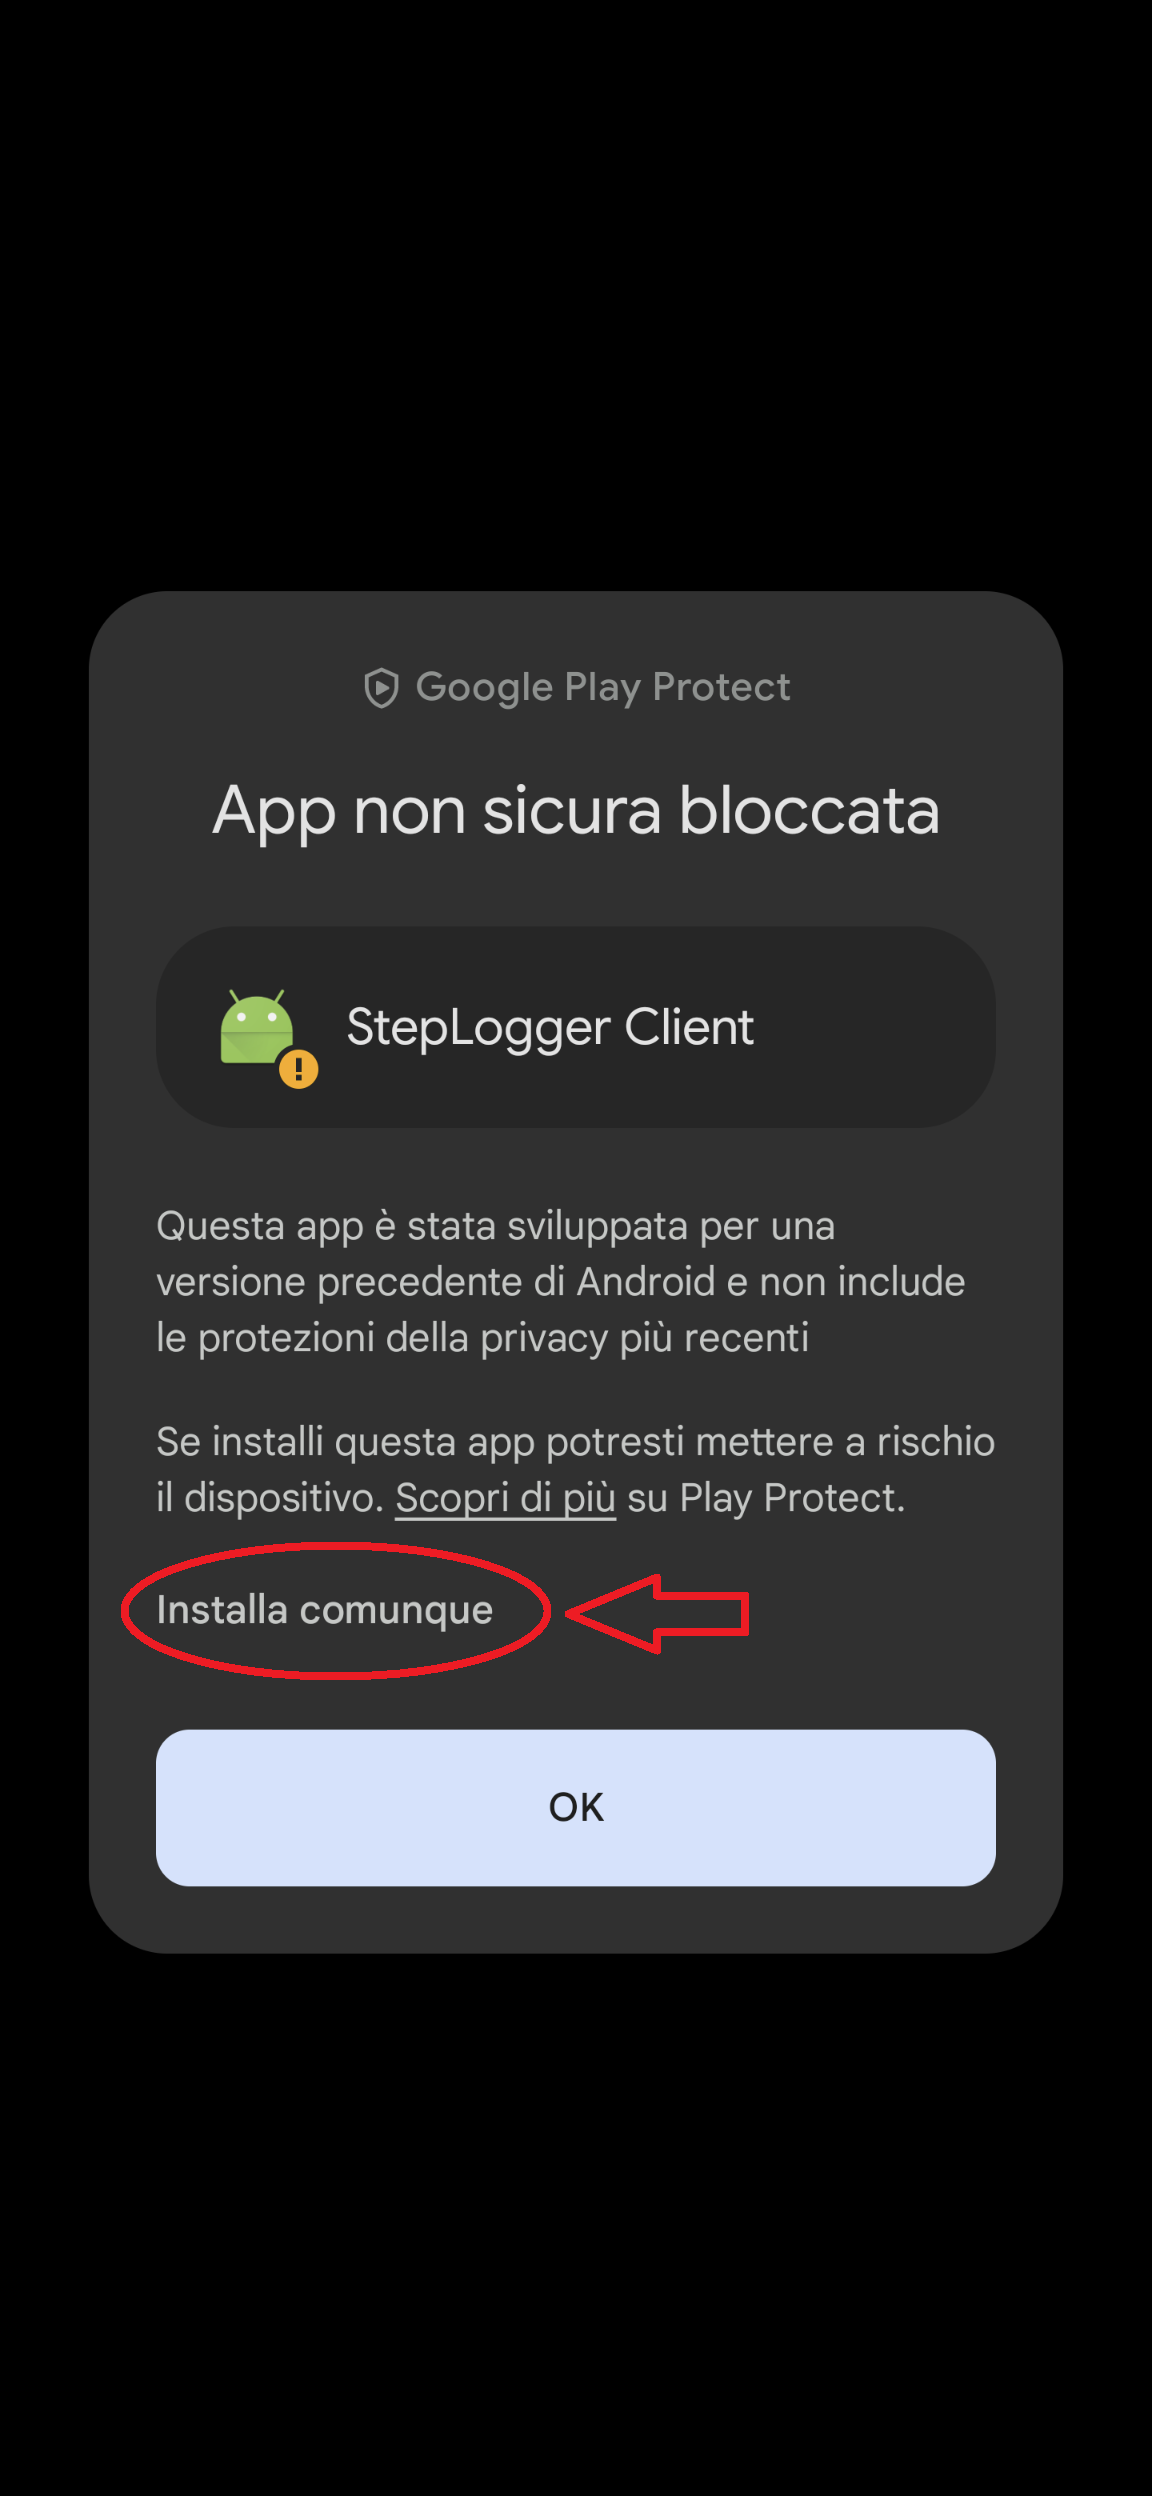 Google Play Protect
App non sicura bloccata
StepLogger Client
Questa app è stata sviluppata per una
versione precedente di Android e non include
le protezioni della privacy più recenti
Se installi questa app potresti mettere a rischio
il dispositivo. Scopri di più su Play Protect.
Installa comunque
OK